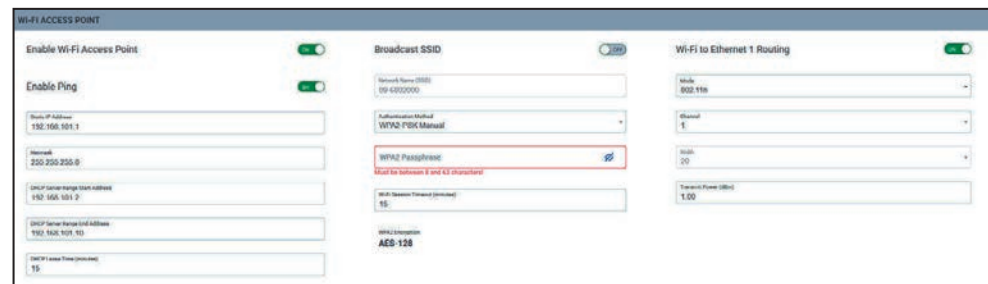 WI-FI ACCESS POINT
Enable Wi-Fi Access Point
ON
Enable Ping
ON
Static IP Address
192.168.101.1
Netmask
255.255.255.0
DHCP Server Range Start Address
192.168.101.2
DHCP Server Range End Address
192.168.101.10
DHCP Lease Time (minutes)
15
Broadcast SSID
OFF
Network Name (SSID)
Authentication Method
WPA2-PSK Manual
WPA2 Passphrase
Must be between 8 and 63 characters!
Wi-Fi Session Timeout (minutes)
15
WPA2 Encryption
AES-128
Wi-Fi to Ethernet 1 Routing
ON
Mode
802.11n
Channel
1
Width
20
Transmit Power (dBm)
1.00